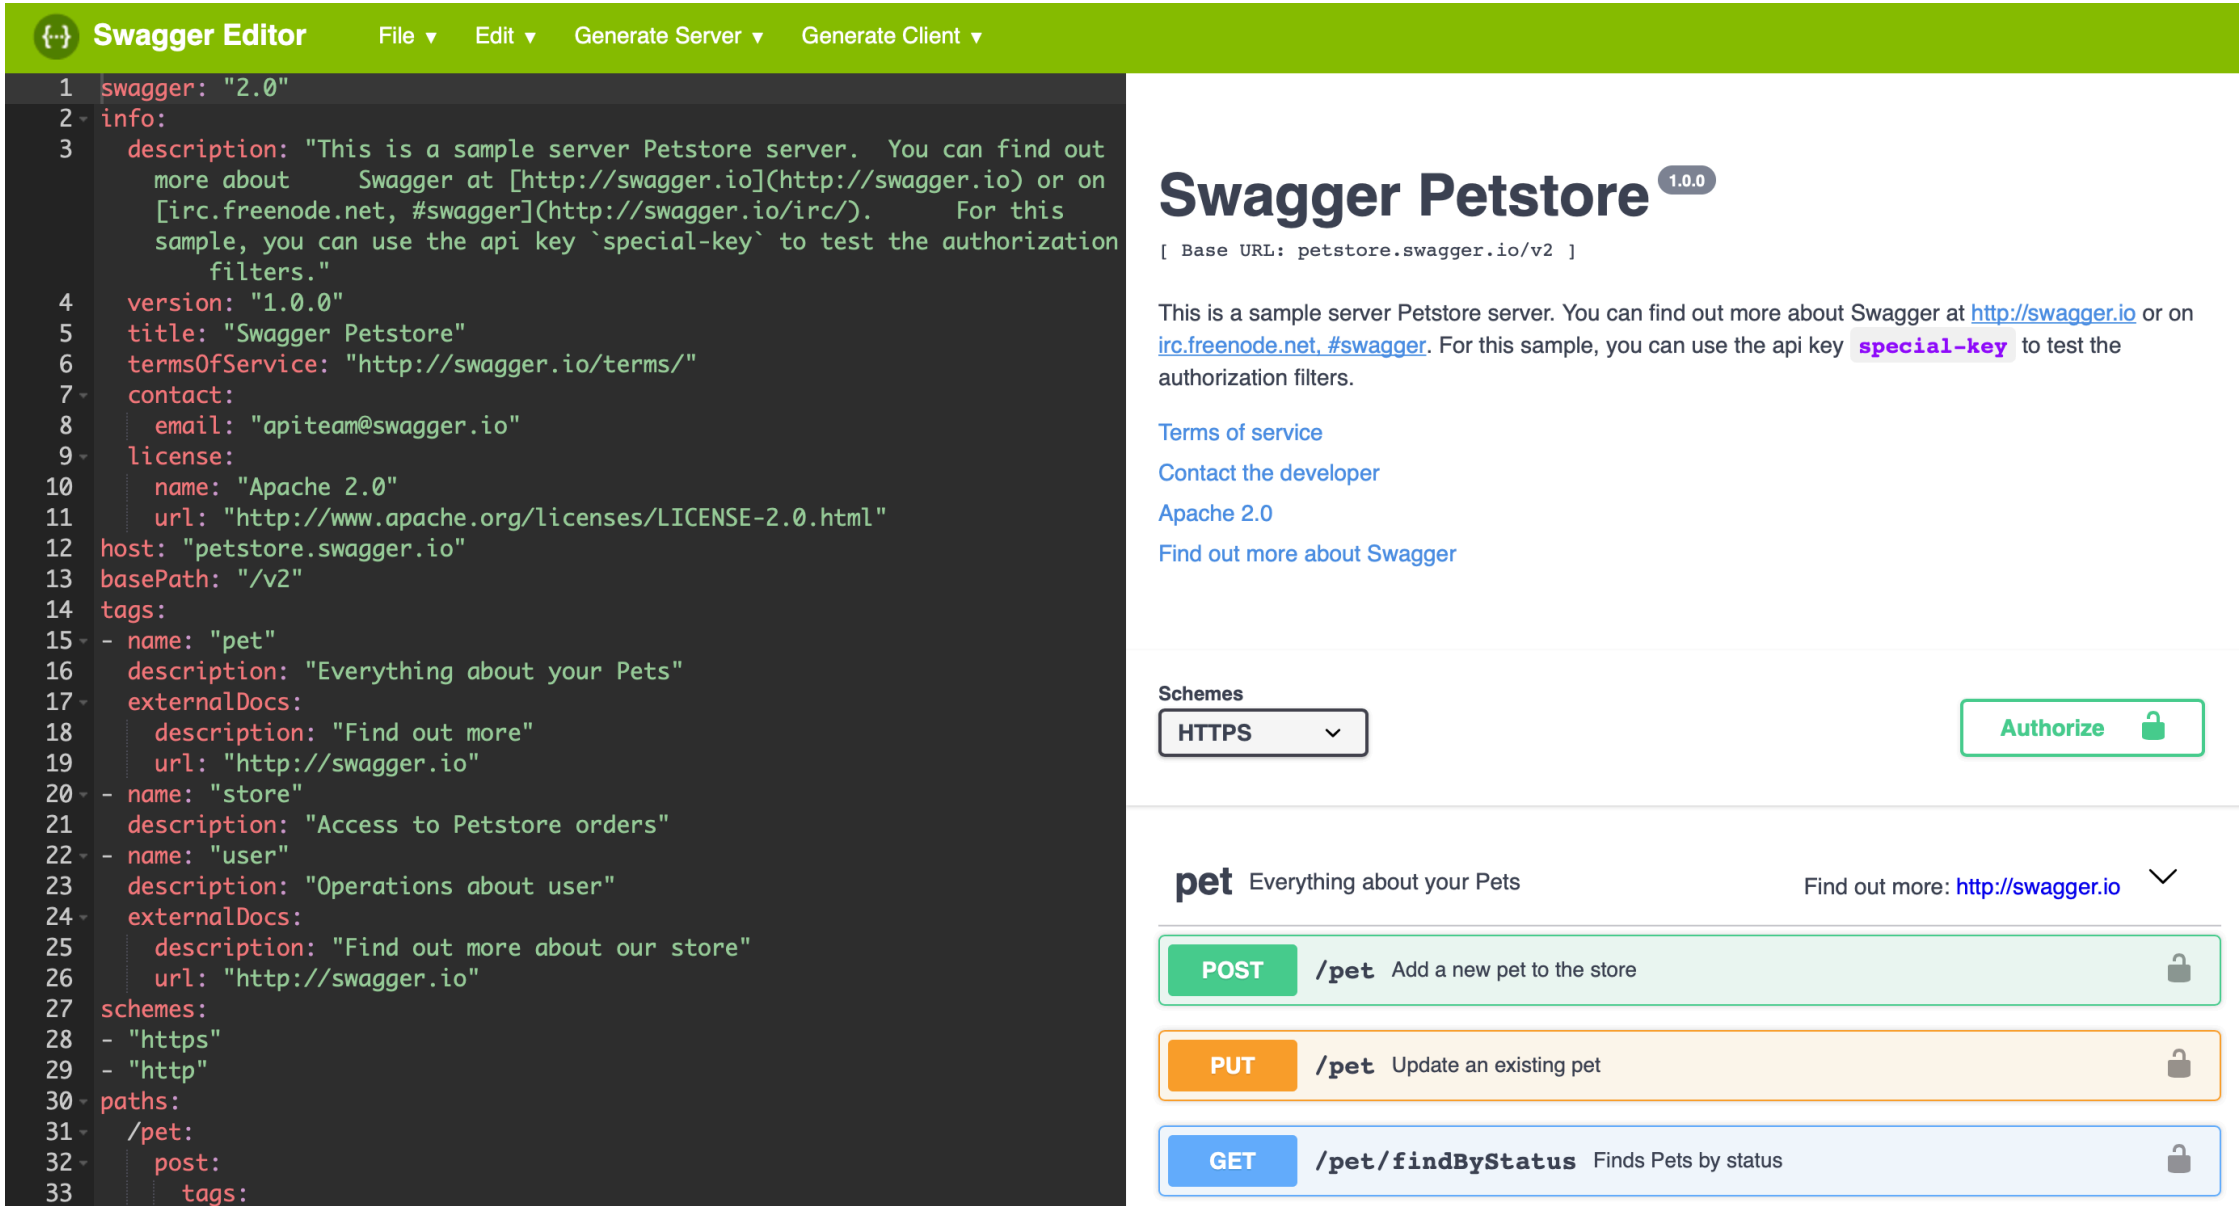 {···} Swagger Editor File ▼ Edit ▼ Generate Server ▼ Generate Client ▼
1 swagger: "2.0"
2 info:
3 description: "This is a sample server Petstore server.  You can find out
more about     Swagger at [http://swagger.io](http://swagger.io) or on
[irc.freenode.net, #swagger](http://swagger.io/irc/).      For this
sample, you can use the api key `special-key` to test the authorization
filters."
4 version: "1.0.0"
5 title: "Swagger Petstore"
6 termsOfService: "http://swagger.io/terms/"
7 contact:
8 email: "apiteam@swagger.io"
9 license:
10 name: "Apache 2.0"
11 url: "http://www.apache.org/licenses/LICENSE-2.0.html"
12 host: "petstore.swagger.io"
13 basePath: "/v2"
14 tags:
15 - name: "pet"
16 description: "Everything about your Pets"
17 externalDocs:
18 description: "Find out more"
19 url: "http://swagger.io"
20 - name: "store"
21 description: "Access to Petstore orders"
22 - name: "user"
23 description: "Operations about user"
24 externalDocs:
25 description: "Find out more about our store"
26 url: "http://swagger.io"
27 schemes:
28 - "https"
29 - "http"
30 paths:
31 /pet:
32 post:
33 tags:
Swagger Petstore 1.0.0
[ Base URL: petstore.swagger.io/v2 ]
This is a sample server Petstore server. You can find out more about Swagger at http://swagger.io or on
irc.freenode.net, #swagger. For this sample, you can use the api key special-key to test the
authorization filters.
Terms of service
Contact the developer
Apache 2.0
Find out more about Swagger
Schemes
HTTPS
Authorize
pet Everything about your Pets Find out more: http://swagger.io
POST /pet Add a new pet to the store
PUT /pet Update an existing pet
GET /pet/findByStatus Finds Pets by status